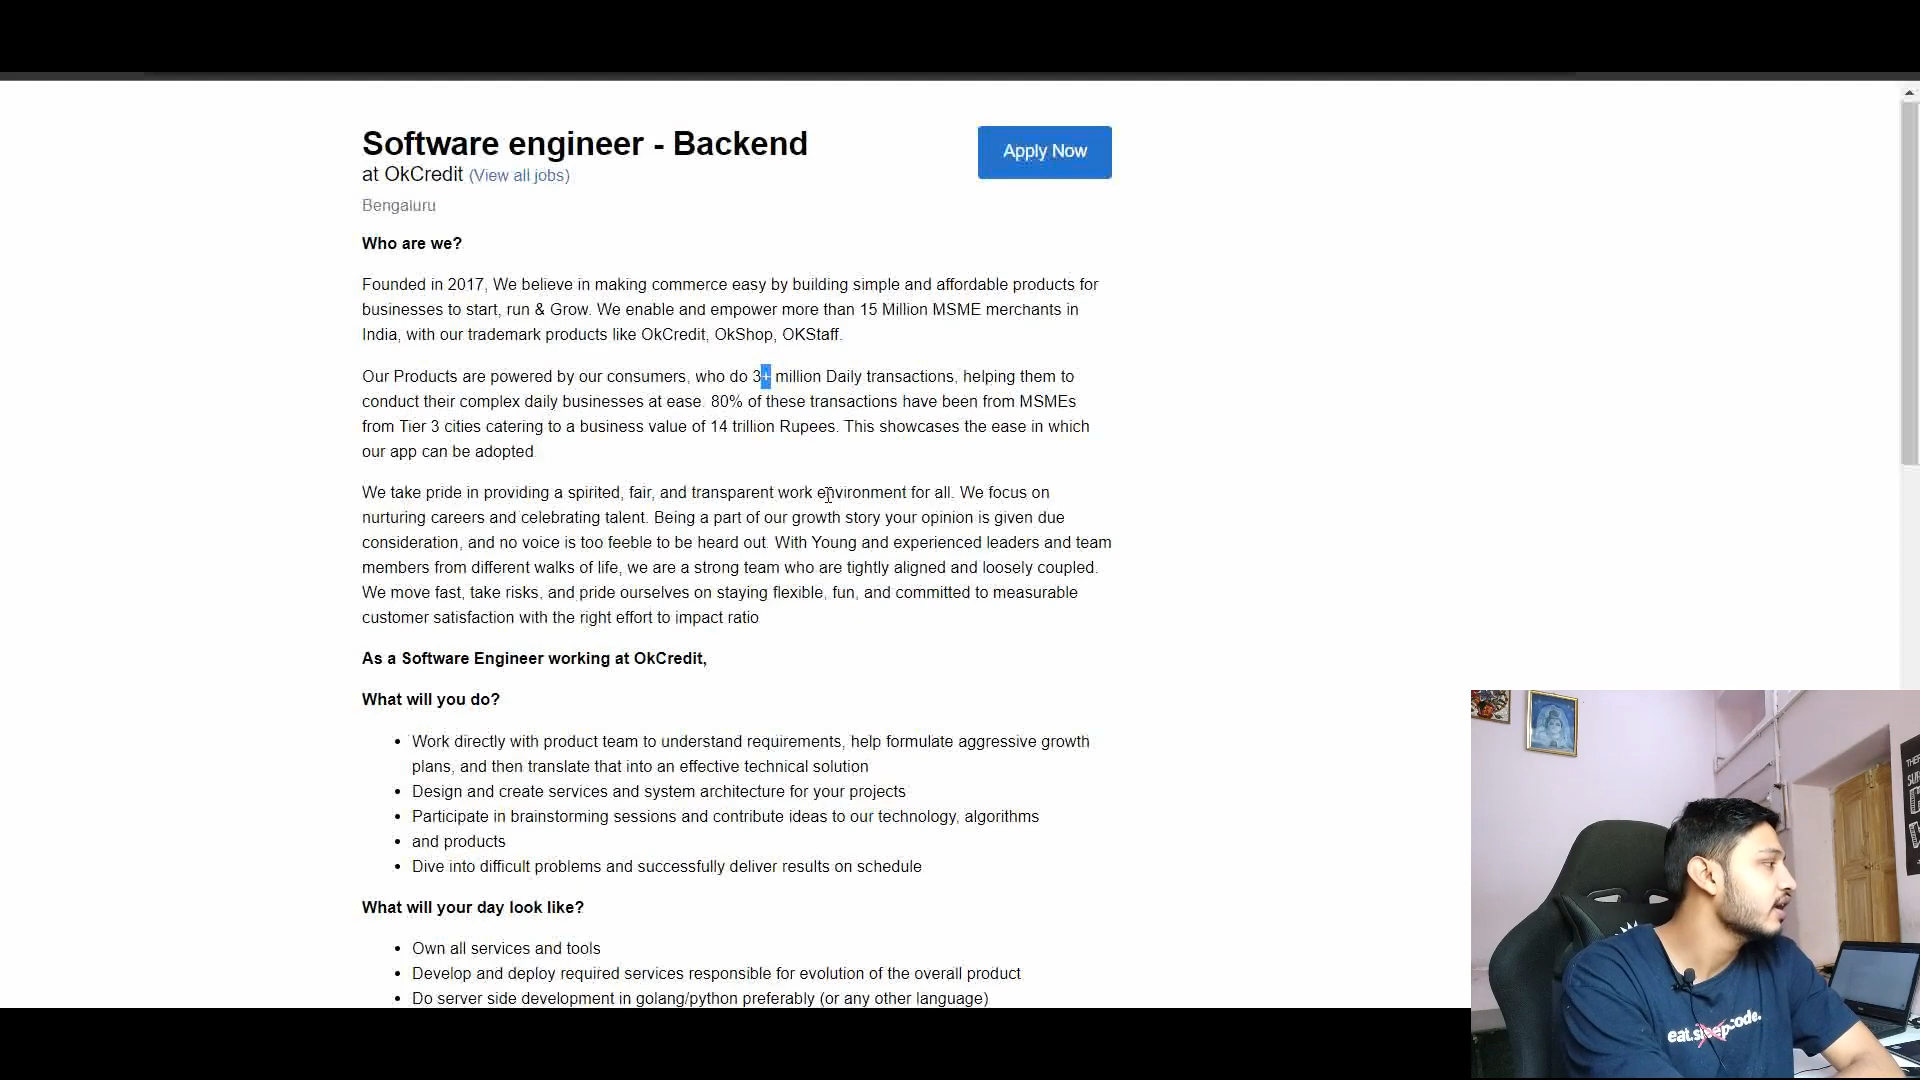 Software engineer - Backend
Apply Now
at OkCredit (View all jobs)
Bengaluru
Who are we?
Founded in 2017, We believe in making commerce easy by building simple and affordable products for
businesses to start, run & Grow. We enable and empower more than 15 Million MSME merchants in
India, with our trademark products like OkCredit, OkShop, OKStaff.
Our Products are powered by our consumers, who do 3+ million Daily transactions, helping them to
conduct their complex daily businesses at ease. 80% of these transactions have been from MSMEs
from Tier 3 cities catering to a business value of 14 trillion Rupees. This showcases the ease in which
our app can be adopted.
We take pride in providing a spirited, fair, and transparent work environment for all. We focus on
nurturing careers and celebrating talent. Being a part of our growth story your opinion is given due
consideration, and no voice is too feeble to be heard out. With Young and experienced leaders and team
members from different walks of life, we are a strong team who are tightly aligned and loosely coupled.
We move fast, take risks, and pride ourselves on staying flexible, fun, and committed to measurable
customer satisfaction with the right effort to impact ratio
As a Software Engineer working at OkCredit,
What will you do?
• Work directly with product team to understand requirements, help formulate aggressive growth
plans, and then translate that into an effective technical solution
• Design and create services and system architecture for your projects
• Participate in brainstorming sessions and contribute ideas to our technology, algorithms
• and products
• Dive into difficult problems and successfully deliver results on schedule
What will your day look like?
• Own all services and tools
• Develop and deploy required services responsible for evolution of the overall product
• Do server side development in golang/python preferably (or any other language)
eat.sleep.code.